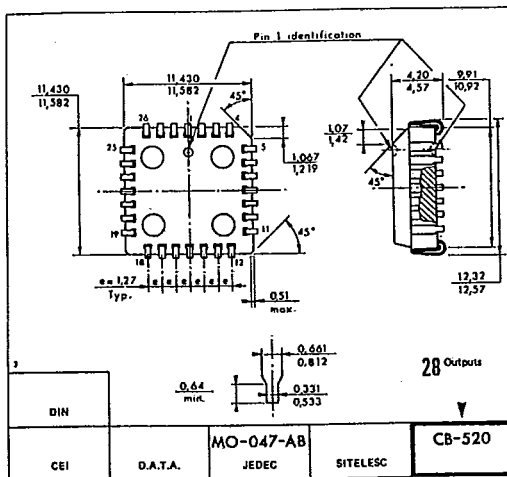 Pin 1 identification
11,430
11,582
45°
4,20
4,57
9,91
10,92
26
4
25
5
1,067
1,219
1,07
1,42
45°
19
11
45°
18
12
e = 1,27
Typ.
e e e e e
0,51
max.
12,32
12,57
11,430
11,582
0,661
0,812
0,64
min.
0,331
0,533
28 Outputs
3
DIN
CEI
D.A.T.A.
MO-047-AB
JEDEC
SITELESC
CB-520